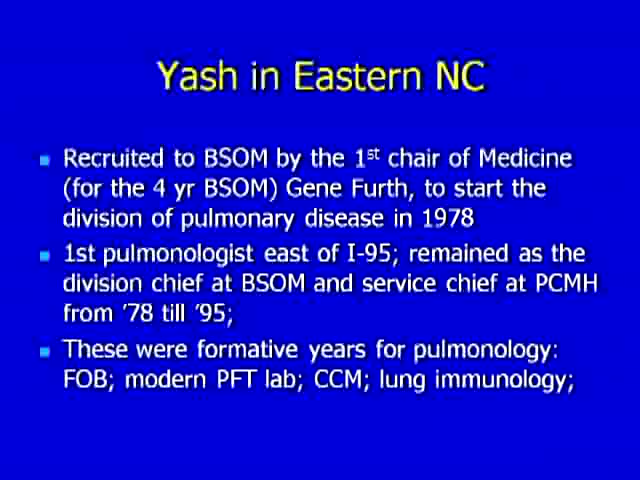 Yash in Eastern NC
Recruited to BSOM by the 1st chair of Medicine
(for the 4 yr BSOM) Gene Furth, to start the
division of pulmonary disease in 1978
1st pulmonologist east of I-95; remained as the
division chief at BSOM and service chief at PCMH
from ’78 till ’95;
These were formative years for pulmonology:
FOB; modern PFT lab; CCM; lung immunology;